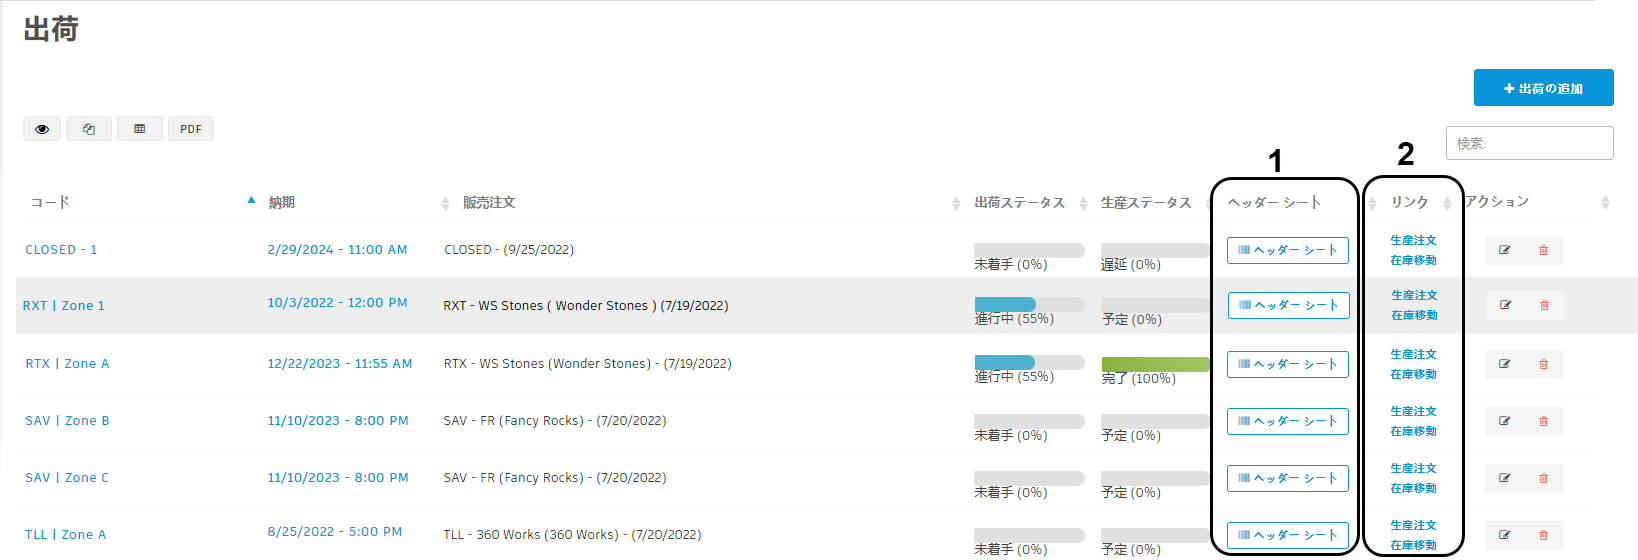 出荷
+ 出荷の追加
PDF
検索:
1 2
コード 納期 販売注文 出荷ステータス 生産ステータス ヘッダー シート リンク アクション
CLOSED - 1 2/29/2024 - 11:00 AM CLOSED - (9/25/2022) 未着手 (0%) 遅延 (0%) ヘッダー シート 生産注文
在庫移動
RXT | Zone 1 10/3/2022 - 12:00 PM RXT - WS Stones ( Wonder Stones ) (7/19/2022) 進行中 (55%) 予定 (0%) ヘッダー シート 生産注文
在庫移動
RTX | Zone A 12/22/2023 - 11:55 AM RTX - WS Stones (Wonder Stones) - (7/19/2022) 進行中 (55%) 完了 (100%) ヘッダー シート 生産注文
在庫移動
SAV | Zone B 11/10/2023 - 8:00 PM SAV - FR (Fancy Rocks) - (7/20/2022) 未着手 (0%) 予定 (0%) ヘッダー シート 生産注文
在庫移動
SAV | Zone C 11/10/2023 - 8:00 PM SAV - FR (Fancy Rocks) - (7/20/2022) 未着手 (0%) 予定 (0%) ヘッダー シート 生産注文
在庫移動
TLL | Zone A 8/25/2022 - 5:00 PM TLL - 360 Works (360 Works) - (7/20/2022) 未着手 (0%) 予定 (0%) ヘッダー シート 生産注文
在庫移動